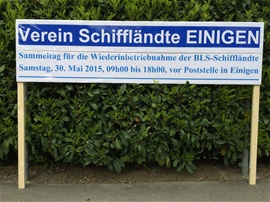 Verein Schiffländte EINIGEN
Sammeltag für die Wiederinbetriebnahme der BLS-Schiffländte
Samstag, 30. Mai 2015, 09h00 bis 18h00, vor Poststelle in Einigen